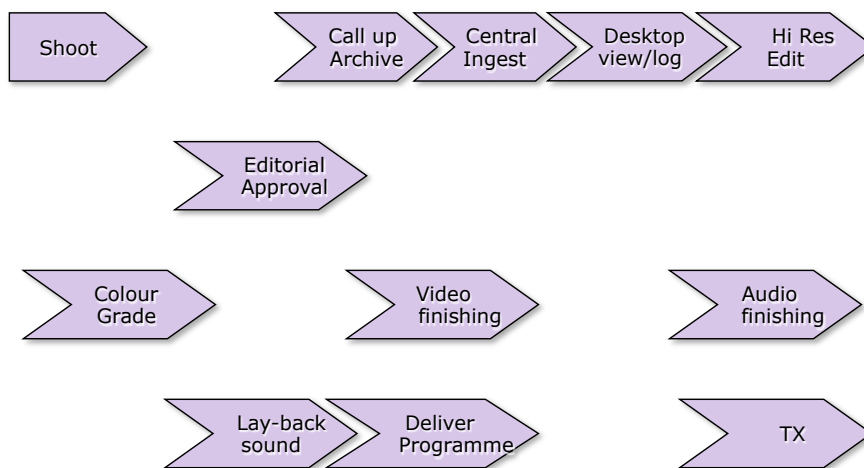 Shoot
Call up
Archive
Central
Ingest
Desktop
view/log
Hi Res
Edit
Editorial
Approval
Colour
Grade
Video
finishing
Audio
finishing
Lay-back
sound
Deliver
Programme
TX